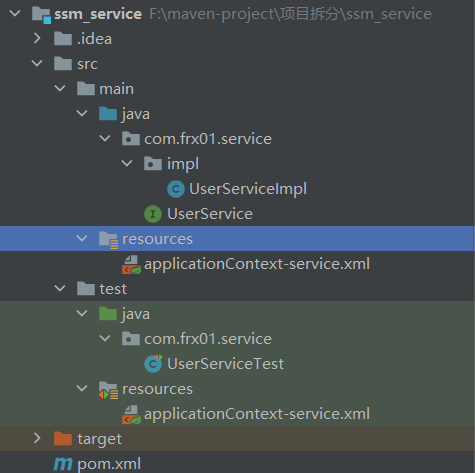 ssm_service F:\maven-project\项目拆分\ssm_service
.idea
src
main
java
com.frx01.service
impl
UserServiceImpl
UserService
resources
applicationContext-service.xml
test
java
com.frx01.service
UserServiceTest
resources
applicationContext-service.xml
target
pom.xml